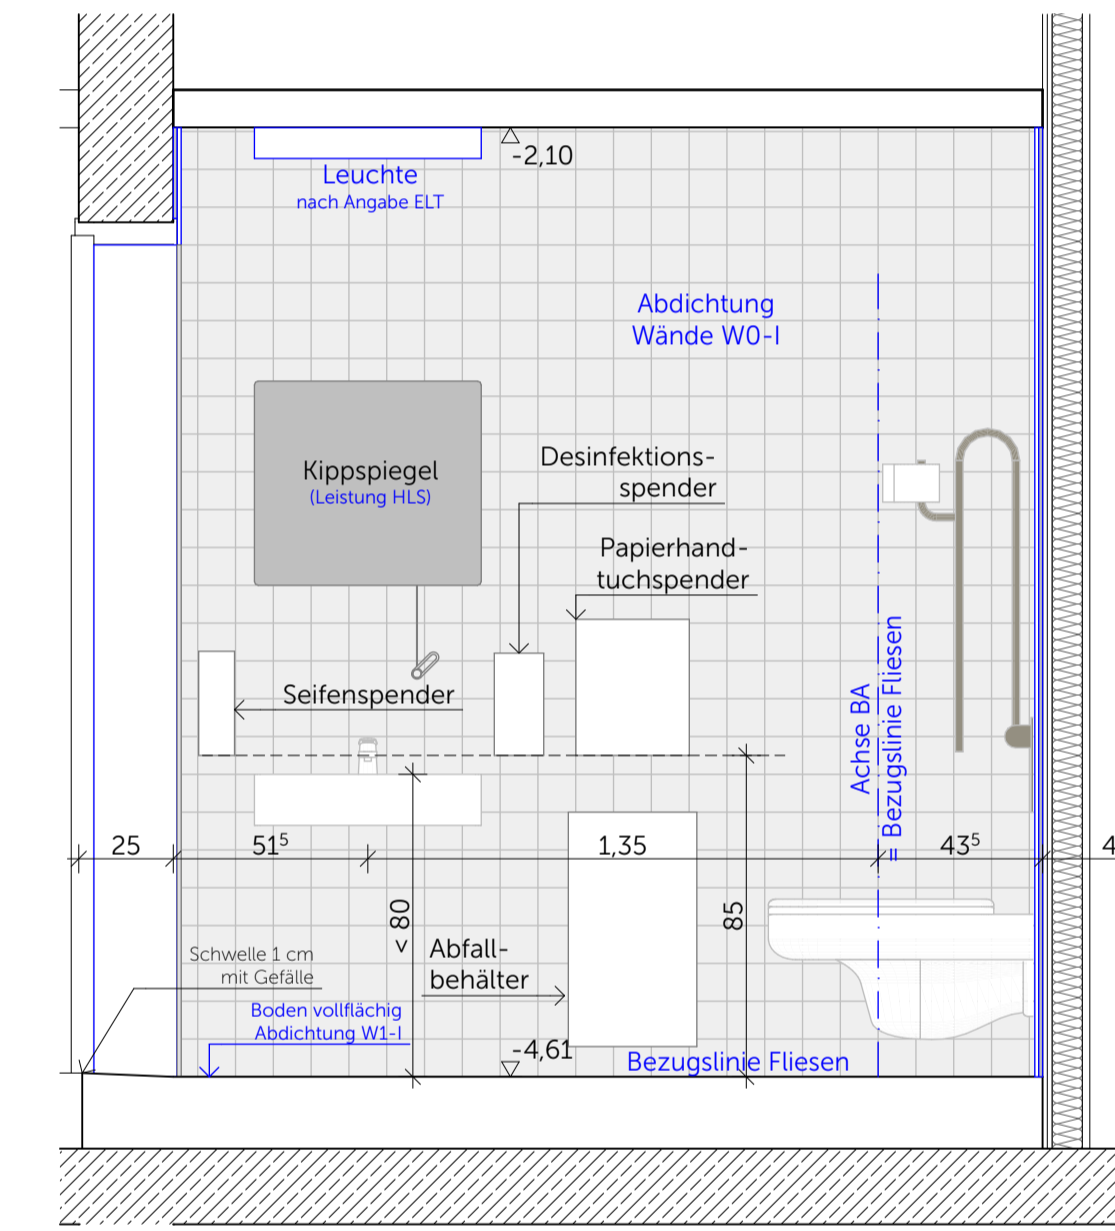 -2,10
Leuchte
nach Angabe ELT
Abdichtung
Wände W0-I
Kippspiegel
(Leistung HLS)
Desinfektions-
spender
Papierhand-
tuchspender
Seifenspender
Achse BA
= Bezugslinie Fliesen
25
51⁵
1,35
43⁵
4
< 80
85
Abfall-
behälter
Schwelle 1 cm
mit Gefälle
Boden vollflächig
Abdichtung W1-I
-4,61
Bezugslinie Fliesen